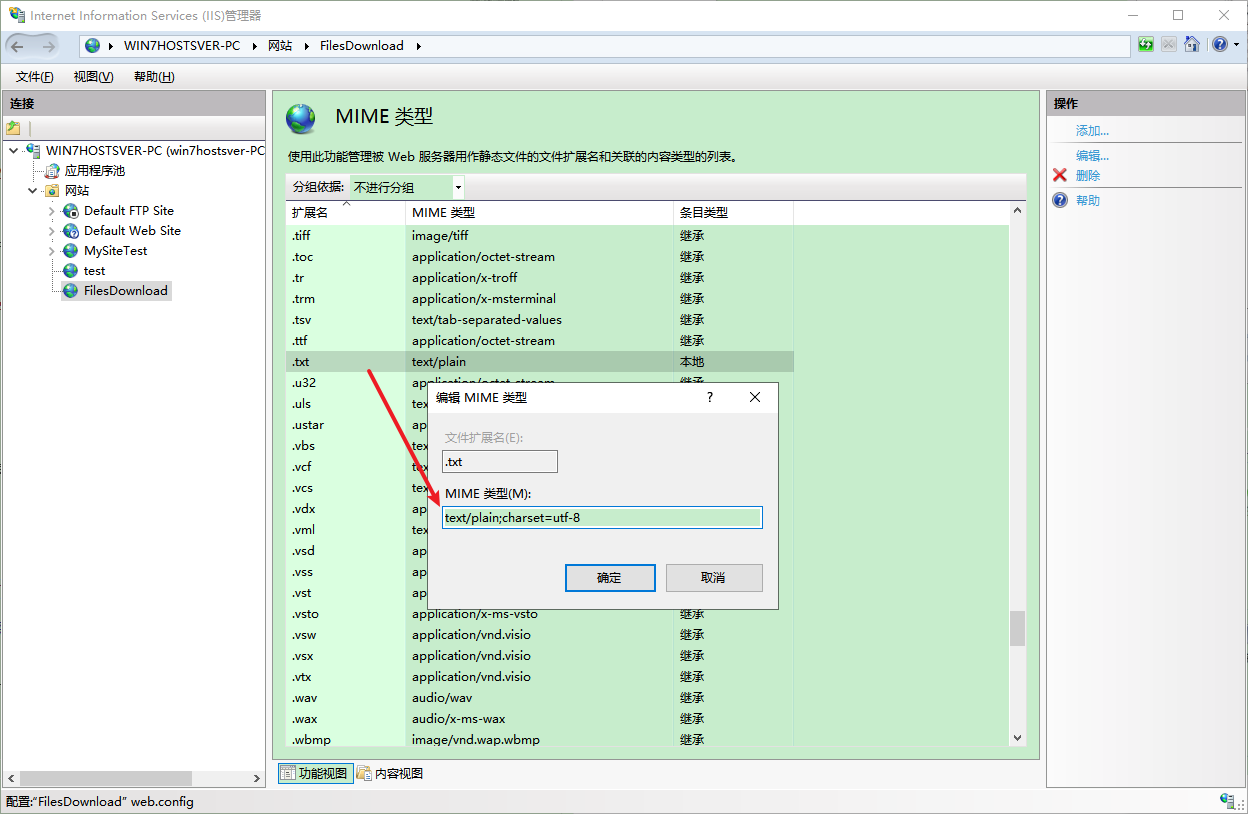 Internet Information Services (IIS)管理器
WIN7HOSTSVER-PC 网站 FilesDownload
文件(F) 视图(V) 帮助(H)
连接
WIN7HOSTSVER-PC (win7hostsver-PC
应用程序池
网站
Default FTP Site
Default Web Site
MySiteTest
test
FilesDownload
MIME 类型
使用此功能管理被 Web 服务器用作静态文件的文件扩展名和关联的内容类型的列表。
分组依据: 不进行分组
扩展名 MIME 类型 条目类型
.tiff image/tiff 继承
.toc application/octet-stream 继承
.tr application/x-troff 继承
.trm application/x-msterminal 继承
.tsv text/tab-separated-values 继承
.ttf application/octet-stream 继承
.txt text/plain 本地
.u32 application/octet-stream 继承
.uls tex
.ustar ap
.vbs tex
.vcf tex
.vcs tex
.vdx ap
.vml tex
.vsd ap
.vss ap
.vst ap
.vsto application/x-ms-vsto 继承
.vsw application/vnd.visio 继承
.vsx application/vnd.visio 继承
.vtx application/vnd.visio 继承
.wav audio/wav 继承
.wax audio/x-ms-wax 继承
.wbmp image/vnd.wap.wbmp 继承
编辑 MIME 类型 ?
文件扩展名(E):
.txt
MIME 类型(M):
text/plain;charset=utf-8
确定 取消
功能视图 内容视图
操作
添加...
编辑...
删除
帮助
配置:“FilesDownload” web.config